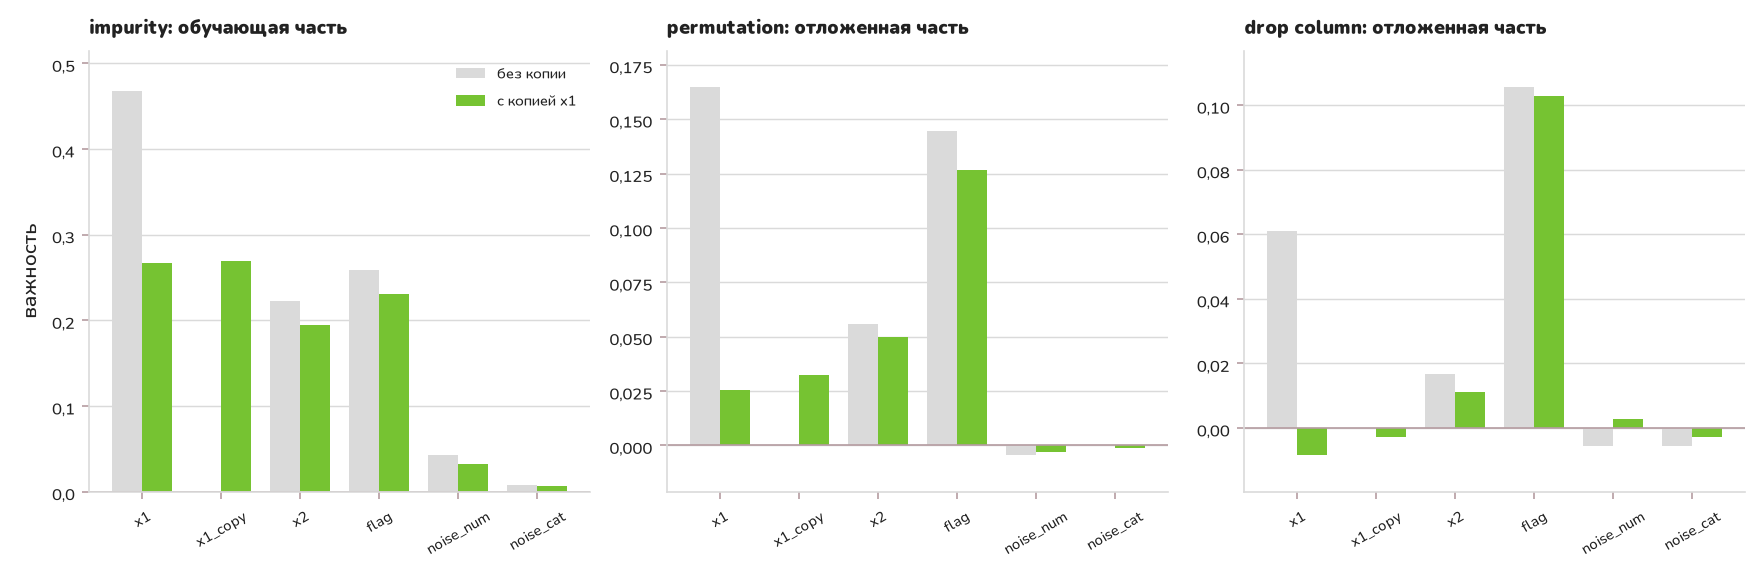 impurity: обучающая часть
важность
0,5
0,4
0,3
0,2
0,1
0,0
без копии
с копией x1
x1
x1_copy
x2
flag
noise_num
noise_cat
permutation: отложенная часть
0,175
0,150
0,125
0,100
0,075
0,050
0,025
0,000
x1
x1_copy
x2
flag
noise_num
noise_cat
drop column: отложенная часть
0,10
0,08
0,06
0,04
0,02
0,00
x1
x1_copy
x2
flag
noise_num
noise_cat